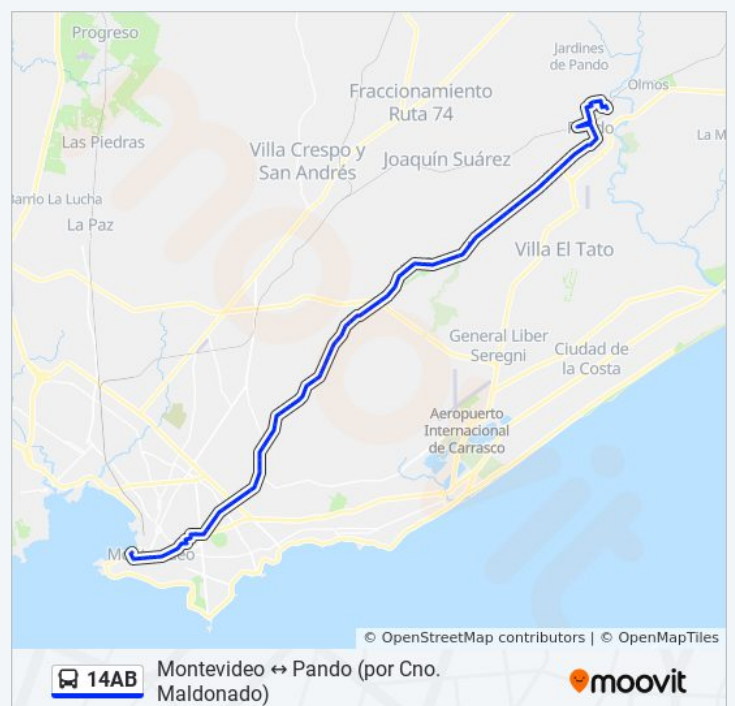 Progreso
Jardines
de Pando
Olmos
Fraccionamiento
Ruta 74
Las Piedras
Villa Crespo y
San Andrés
Joaquín Suárez
Barrio La Lucha
La Paz
Villa El Tato
General Liber
Seregni
Ciudad de
la Costa
Aeropuerto
Internacional
de Carrasco
© OpenStreetMap contributors | © OpenMapTiles
14AB
Montevideo ↔ Pando (por Cno.
Maldonado)
moovit